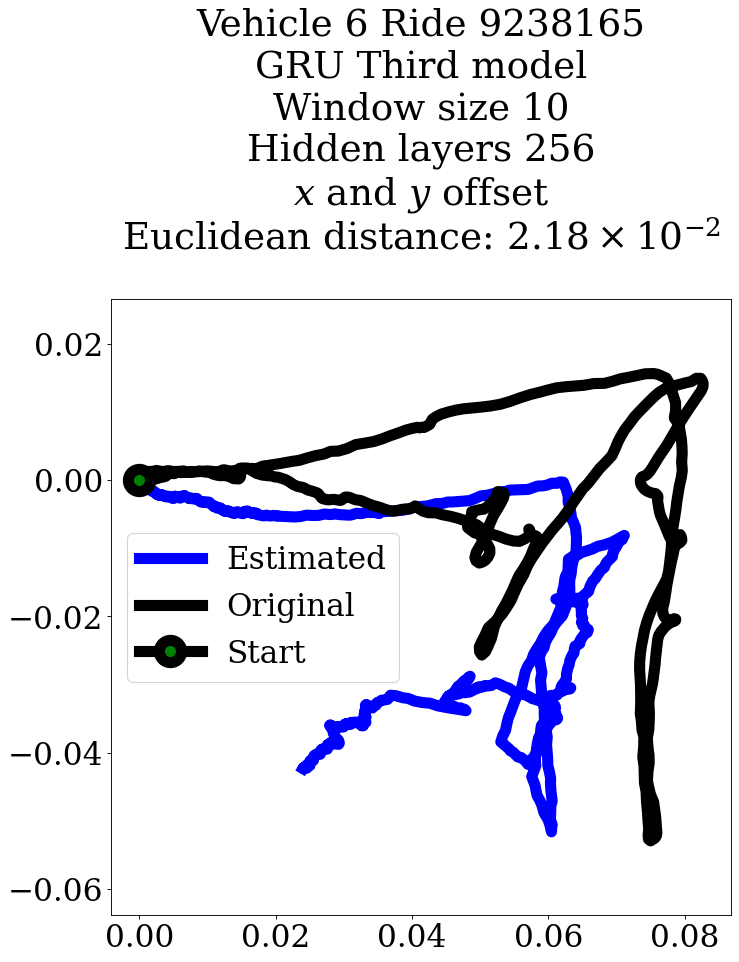 Vehicle 6 Ride 9238165
GRU Third model
Window size 10
Hidden layers 256
x and y offset
Euclidean distance: 2.18 × 10⁻²
0.02
0.00
−0.02
−0.04
−0.06
Estimated
Original
Start
0.00 0.02 0.04 0.06 0.08